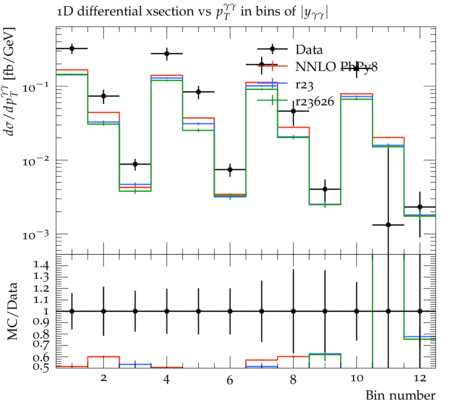 1D differential xsection vs p_T^γγ in bins of |y_γγ|
dσ/dp_T^γγ [fb/GeV]
Data
NNLO PhPy8
r23
r23626
10⁻¹
10⁻²
10⁻³
MC/Data
1.4
1.3
1.2
1.1
1
0.9
0.8
0.7
0.6
0.5
2 4 6 8 10 12
Bin number